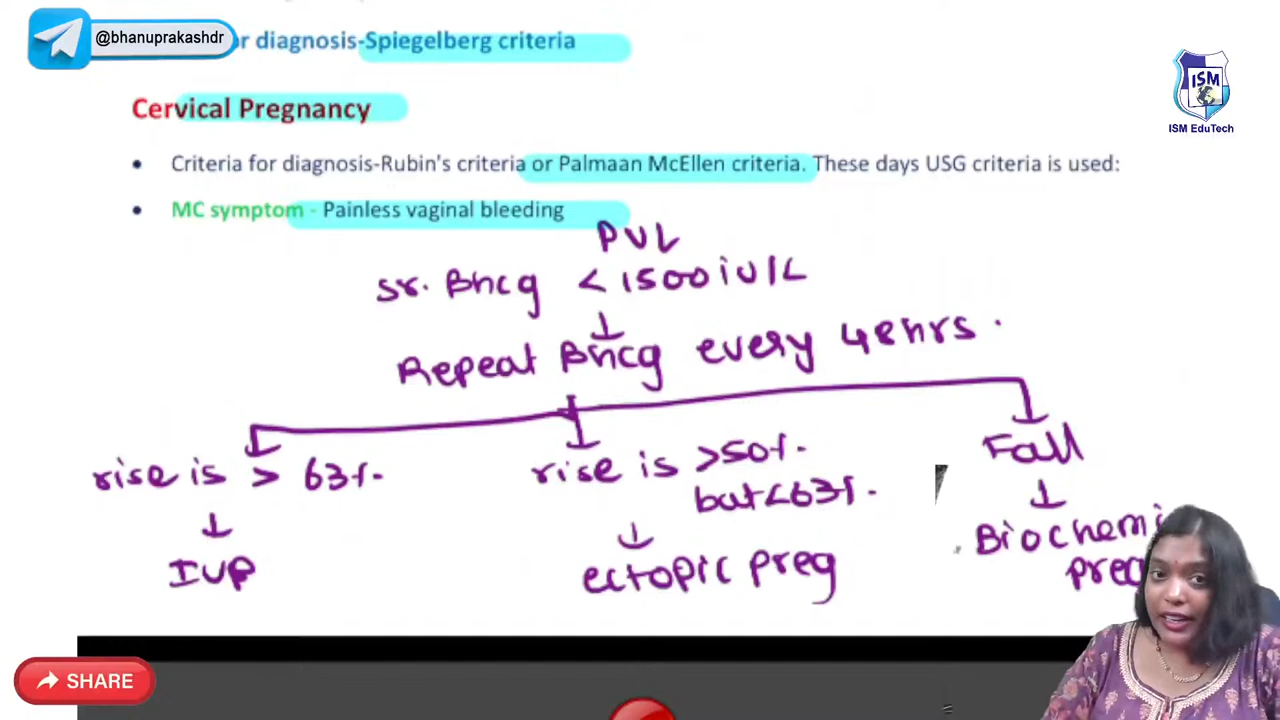 @bhanuprakashdr
or diagnosis-Spiegelberg criteria
ISM
ISM EduTech
Cervical Pregnancy
• Criteria for diagnosis-Rubin's criteria or Palmaan McEllen criteria. These days USG criteria is used:
• MC symptom - Painless vaginal bleeding
PUL
sr. Bhcg < 1500 iU/L
↓
Repeat Bhcg every 48hrs.
rise is > 63%.
rise is >50%.
but <63%.
Fall
↓
↓
↓
IUP
ectopic preg
Biochemi
preg
SHARE